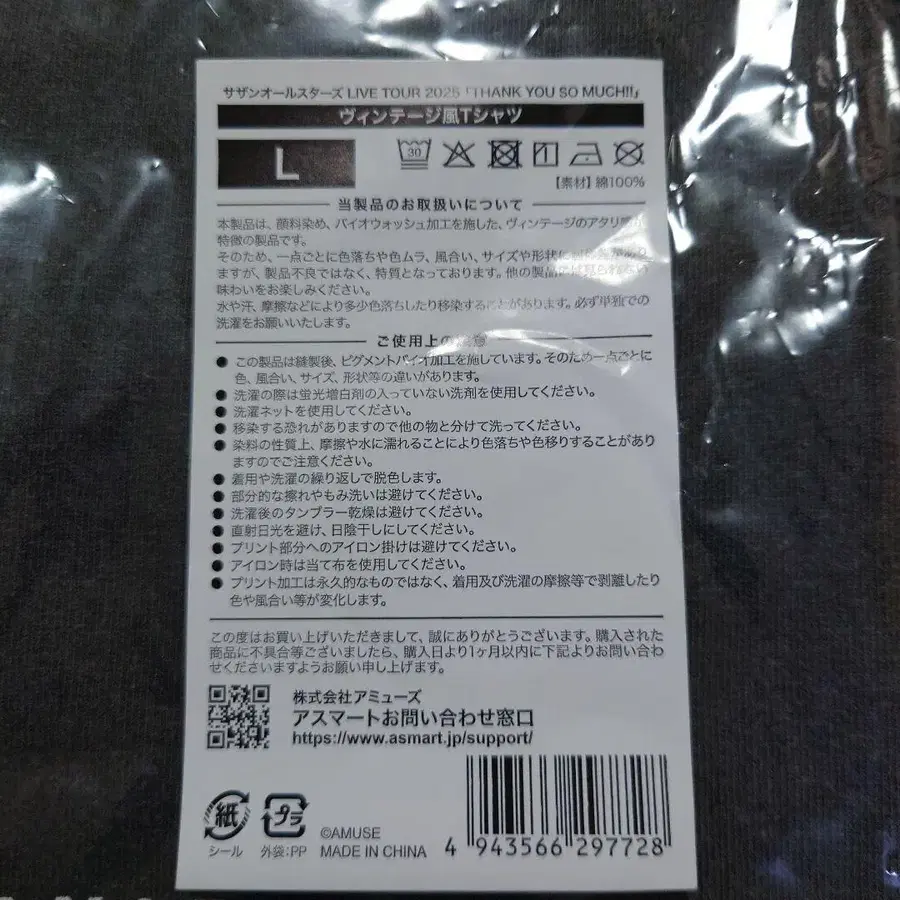 サザンオールスターズ LIVE TOUR 2025「THANK YOU SO MUCH!!」
ヴィンテージ風Tシャツ
L
30
【素材】綿100%
当製品のお取扱いについて
本製品は、顔料染め、バイオウォッシュ加工を施した、ヴィンテージのアタリ
特徴の製品です。
そのため、一点ごとに色落ちや色ムラ、風合い、サイズや形状に
ますが、製品不良ではなく、特質となっております。他の製品には見られない
味わいをお楽しみください。
水や汗、摩擦などにより多少色落ちしたり移染することがあります。必ず単独での
洗濯をお願いいたします。
ご使用上の
● この製品は縫製後、ピグメントバイオ加工を施しています。そのため一点ごとに
色、風合い、サイズ、形状等の違いがあります。
● 洗濯の際は蛍光増白剤の入っていない洗剤を使用してください。
● 洗濯ネットを使用してください。
● 移染する恐れがありますので他の物と分けて洗ってください。
● 染料の性質上、摩擦や水に濡れることにより色落ちや色移りすることがあり
ますのでご注意ください。
● 着用や洗濯の繰り返しで脱色します。
● 部分的な擦れやもみ洗いは避けてください。
● 洗濯後のタンブラー乾燥は避けてください。
● 直射日光を避け、日陰干しにしてください。
● プリント部分へのアイロン掛けは避けてください。
● アイロン時は当て布を使用してください。
● プリント加工は永久的なものではなく、着用及び洗濯の摩擦等で剥離したり
色や風合い等が変化します。
この度はお買い上げいただきまして、誠にありがとうございます。購入された
商品に不具合等ございましたら、購入日より1ヶ月以内に下記よりお問い合わ
せくださいますようお願い申し上げます。
株式会社アミューズ
アスマートお問い合わせ窓口
https://www.asmart.jp/support/
紙
シール
プラ
外袋:PP
©AMUSE
MADE IN CHINA
4 943566 297728